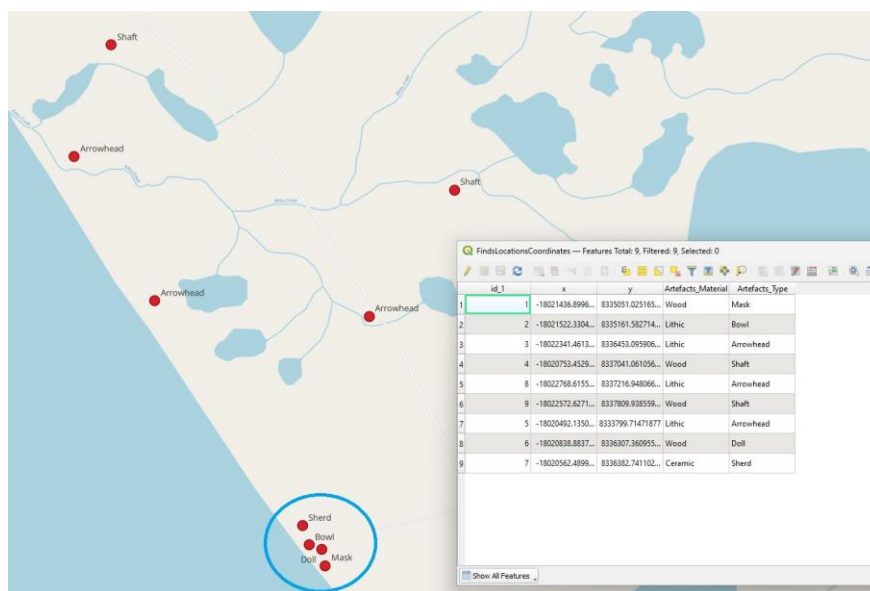 Shaft
Arrowhead
Shaft
Arrowhead
Arrowhead
Sherd
Bowl
Doll
Mask
FindsLocationsCoordinates — Features Total: 9, Filtered: 9, Selected: 0
id_1 x y Artefacts_Material Artefacts_Type
1 1 -18021436.8996... 8335051.025165... Wood Mask
2 2 -18021522.3304... 8335161.582714... Lithic Bowl
3 3 -18022341.4613... 8336453.095906... Lithic Arrowhead
4 4 -18020753.4529... 8337041.061056... Wood Shaft
5 8 -18022768.6155... 8337216.948066... Lithic Arrowhead
6 9 -18022572.6271... 8337809.938559... Wood Shaft
7 5 -18020492.1350... 8333799.71471877 Lithic Arrowhead
8 6 -18020838.8837... 8336307.360955... Wood Doll
9 7 -18020562.4899... 8336382.741102... Ceramic Sherd
Show All Features